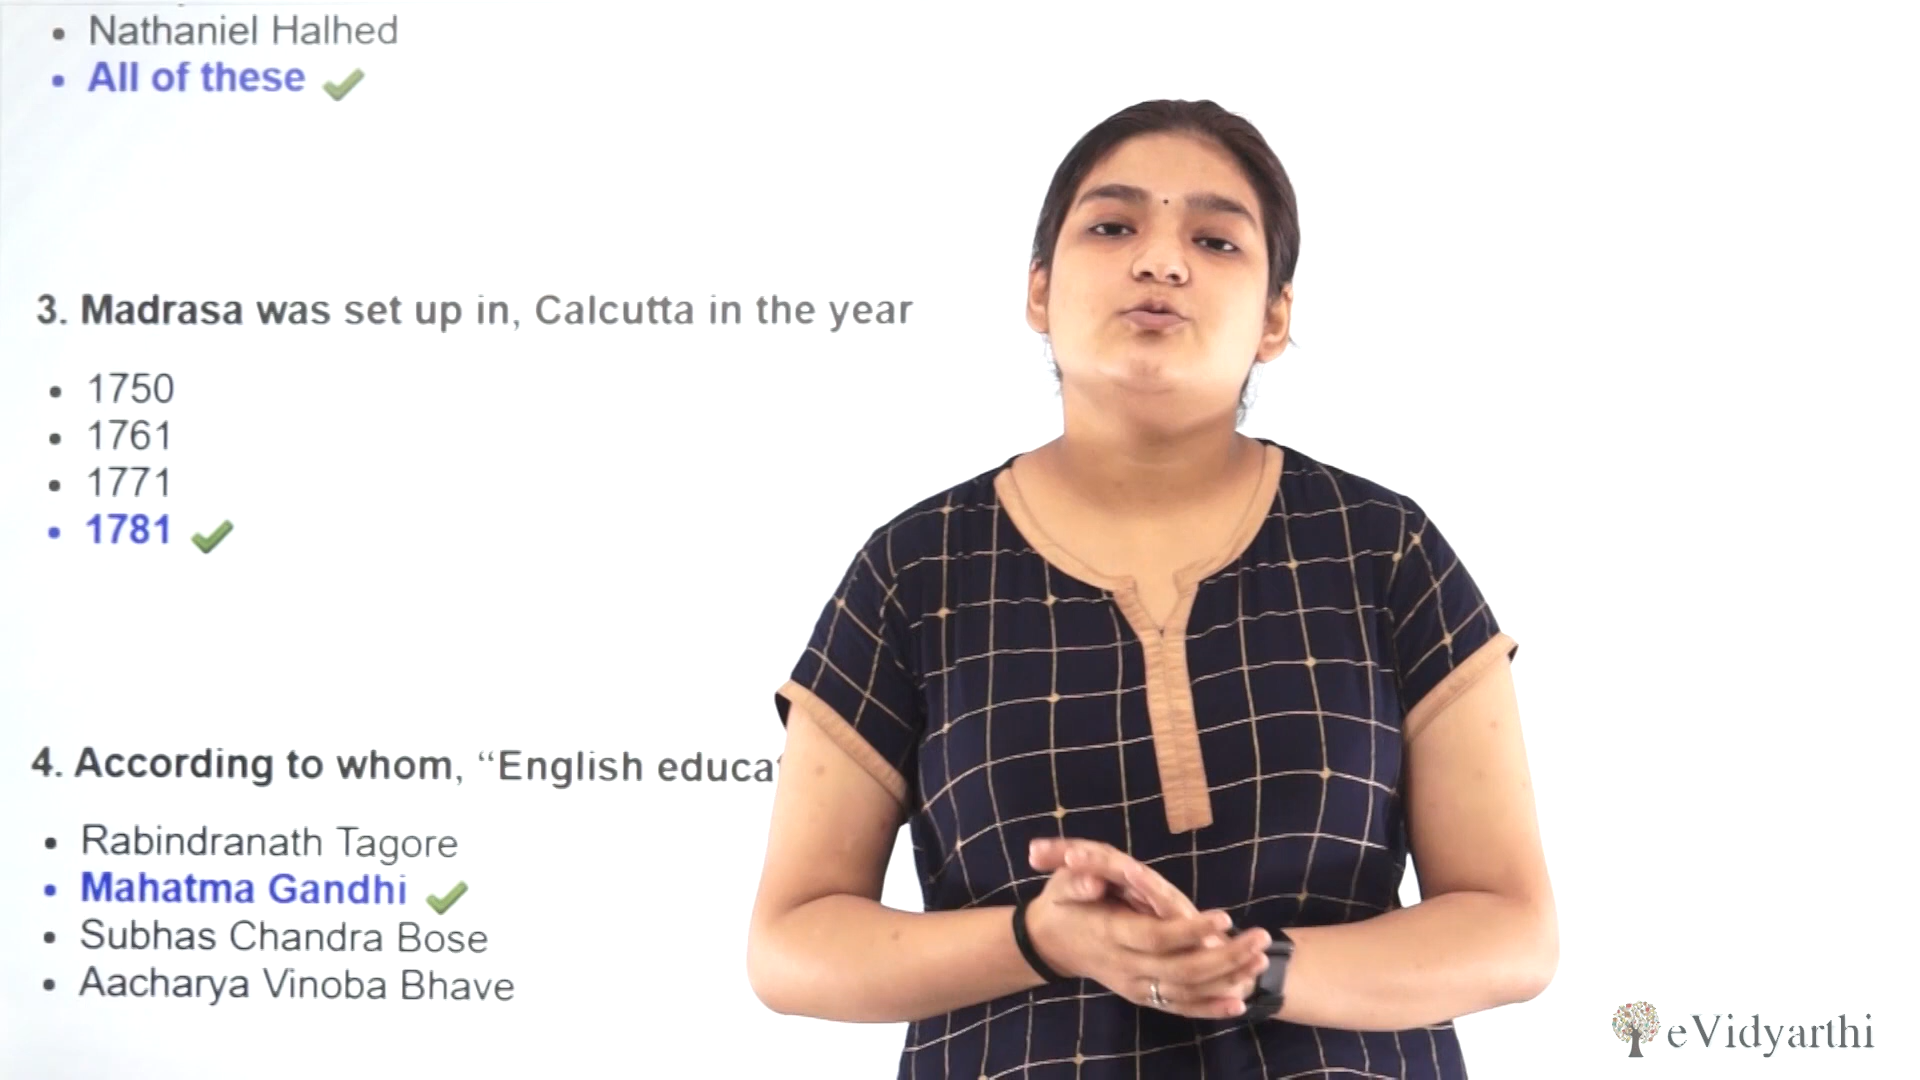 Nathaniel Halhed
All of these
3. Madrasa was set up in, Calcutta in the year
1750
1761
1771
1781
4. According to whom, “English educa
Rabindranath Tagore
Mahatma Gandhi
Subhas Chandra Bose
Aacharya Vinoba Bhave
eVidyarthi